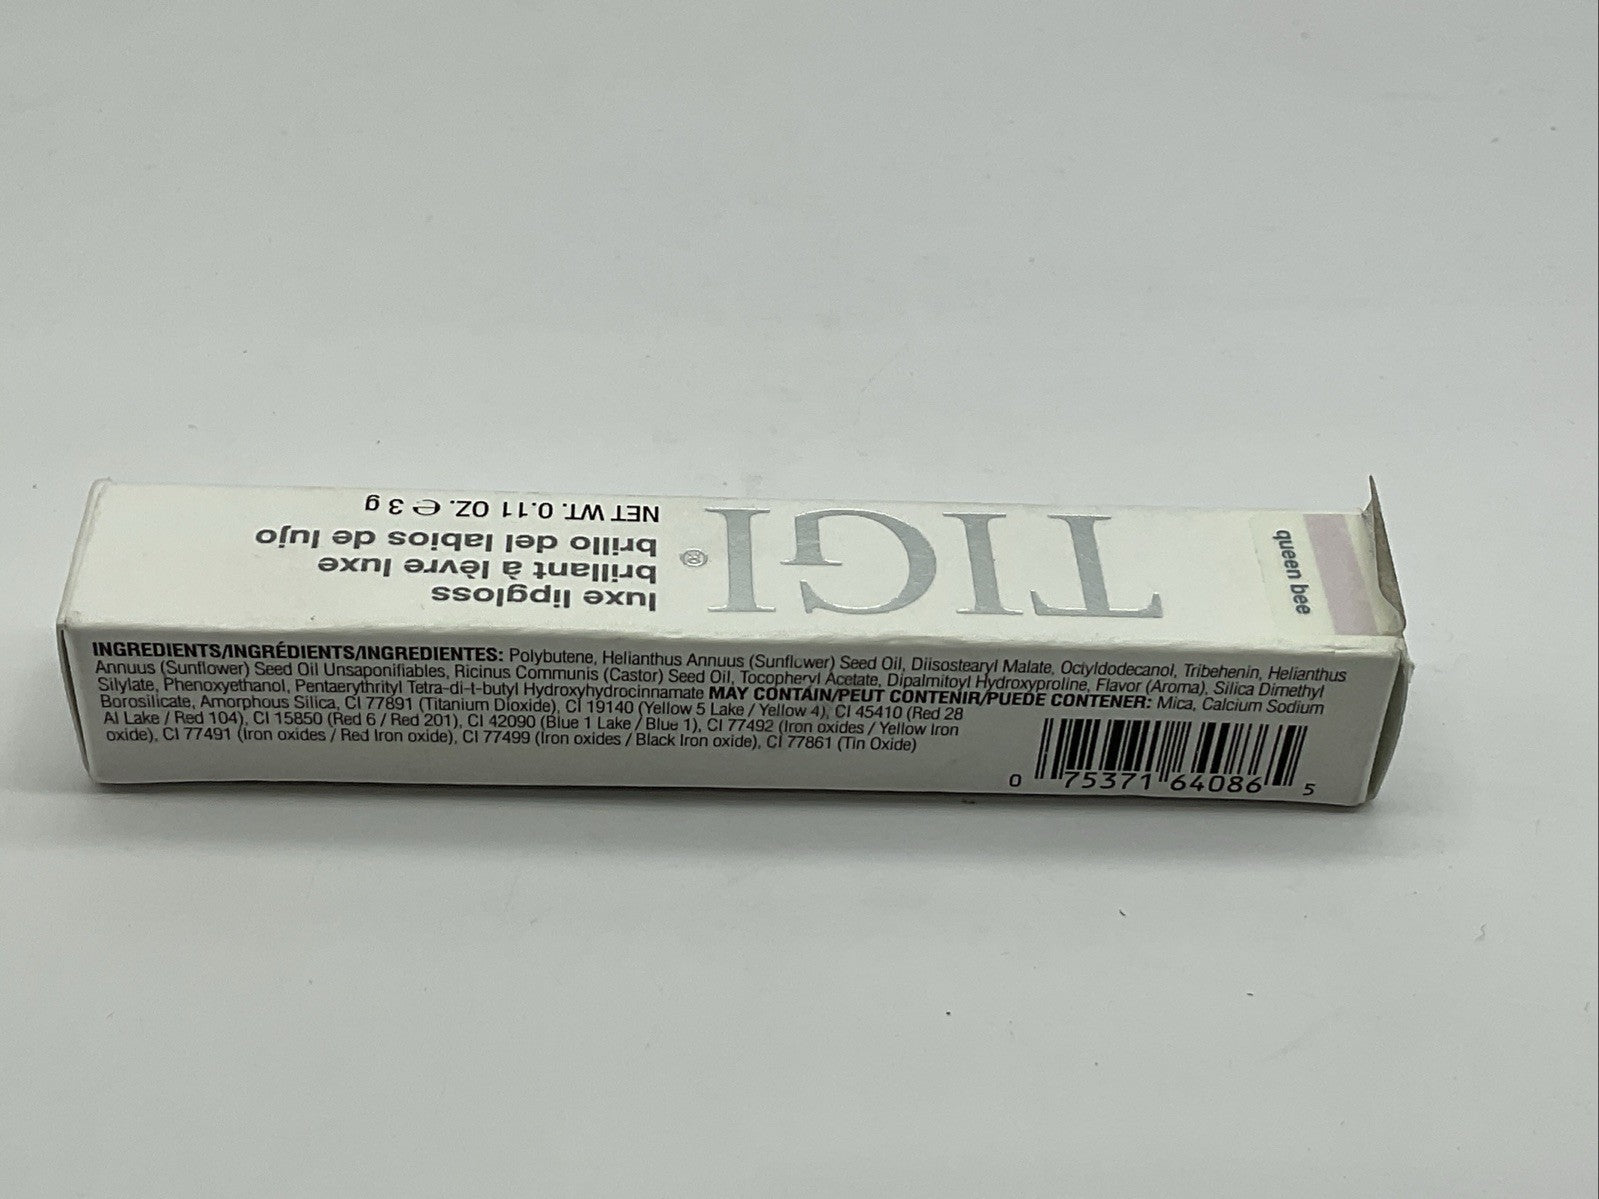 queen bee
TIGI®
luxe lipgloss
brillant à lèvre luxe
brillo del labios de lujo
NET WT. 0.11 OZ. ℮ 3 g
INGREDIENTS/INGRÉDIENTS/INGREDIENTES: Polybutene, Helianthus Annuus (Sunflower) Seed Oil, Diisostearyl Malate, Octyldodecanol, Tribehenin, Helianthus
Annuus (Sunflower) Seed Oil Unsaponifiables, Ricinus Communis (Castor) Seed Oil, Tocopheryl Acetate, Dipalmitoyl Hydroxyproline, Flavor (Aroma), Silica Dimethyl
Silylate, Phenoxyethanol, Pentaerythrityl Tetra-di-t-butyl Hydroxyhydrocinnamate MAY CONTAIN/PEUT CONTENIR/PUEDE CONTENER: Mica, Calcium Sodium
Borosilicate, Amorphous Silica, CI 77891 (Titanium Dioxide), CI 19140 (Yellow 5 Lake / Yellow 4), CI 45410 (Red 28
Al Lake / Red 104), CI 15850 (Red 6 / Red 201), CI 42090 (Blue 1 Lake / Blue 1), CI 77492 (Iron oxides / Yellow Iron
oxide), CI 77491 (Iron oxides / Red Iron oxide), CI 77499 (Iron oxides / Black Iron oxide), CI 77861 (Tin Oxide)
0 75371 64086 5